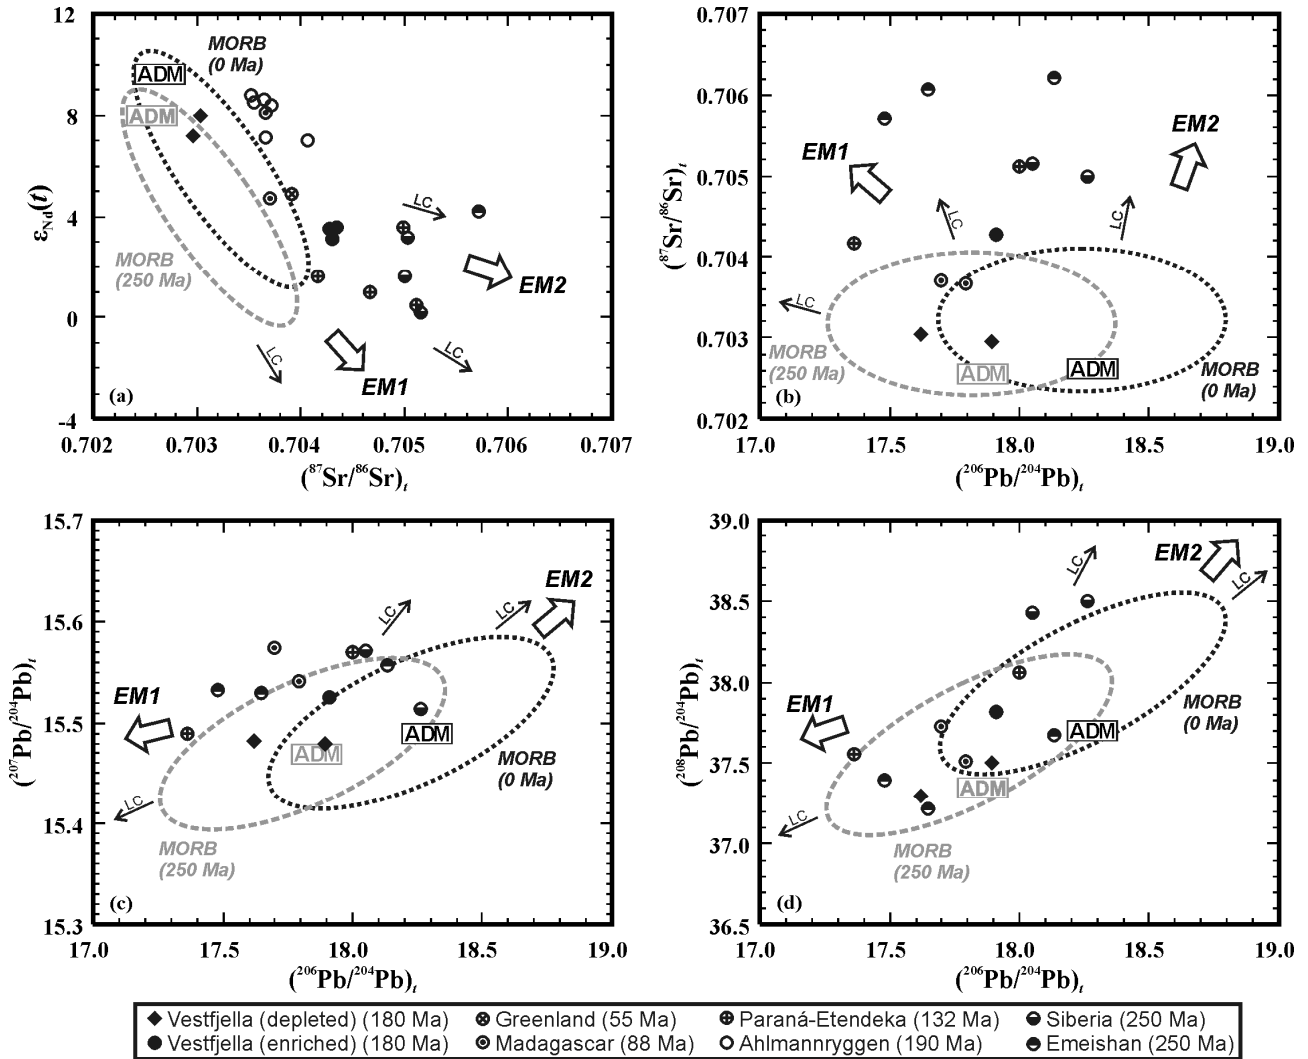 MORB
(0 Ma)
ADM
ADM
MORB
(250 Ma)
LC
LC
LC
EM2
EM1
(a)
12
8
4
0
-4
0.702
0.703
0.704
0.705
0.706
0.707
εNd(t)
(⁸⁷Sr/⁸⁶Sr)t
0.707
0.706
0.705
0.704
0.703
0.702
EM1
EM2
LC
LC
LC
MORB
(250 Ma)
ADM
ADM
MORB
(0 Ma)
(b)
17.0
17.5
18.0
18.5
19.0
(⁸⁷Sr/⁸⁶Sr)t
(²⁰⁶Pb/²⁰⁴Pb)t
15.7
15.6
15.5
15.4
15.3
EM2
LC
LC
EM1
ADM
ADM
MORB
(0 Ma)
LC
MORB
(250 Ma)
(c)
17.0
17.5
18.0
18.5
19.0
(²⁰⁷Pb/²⁰⁴Pb)t
(²⁰⁶Pb/²⁰⁴Pb)t
39.0
38.5
38.0
37.5
37.0
36.5
EM2
LC
LC
EM1
ADM
MORB
(0 Ma)
ADM
LC
MORB
(250 Ma)
(d)
17.0
17.5
18.0
18.5
19.0
(²⁰⁸Pb/²⁰⁴Pb)t
(²⁰⁶Pb/²⁰⁴Pb)t
Vestfjella (depleted) (180 Ma) Greenland (55 Ma) Paraná-Etendeka (132 Ma) Siberia (250 Ma)
Vestfjella (enriched) (180 Ma) Madagascar (88 Ma) Ahlmannryggen (190 Ma) Emeishan (250 Ma)